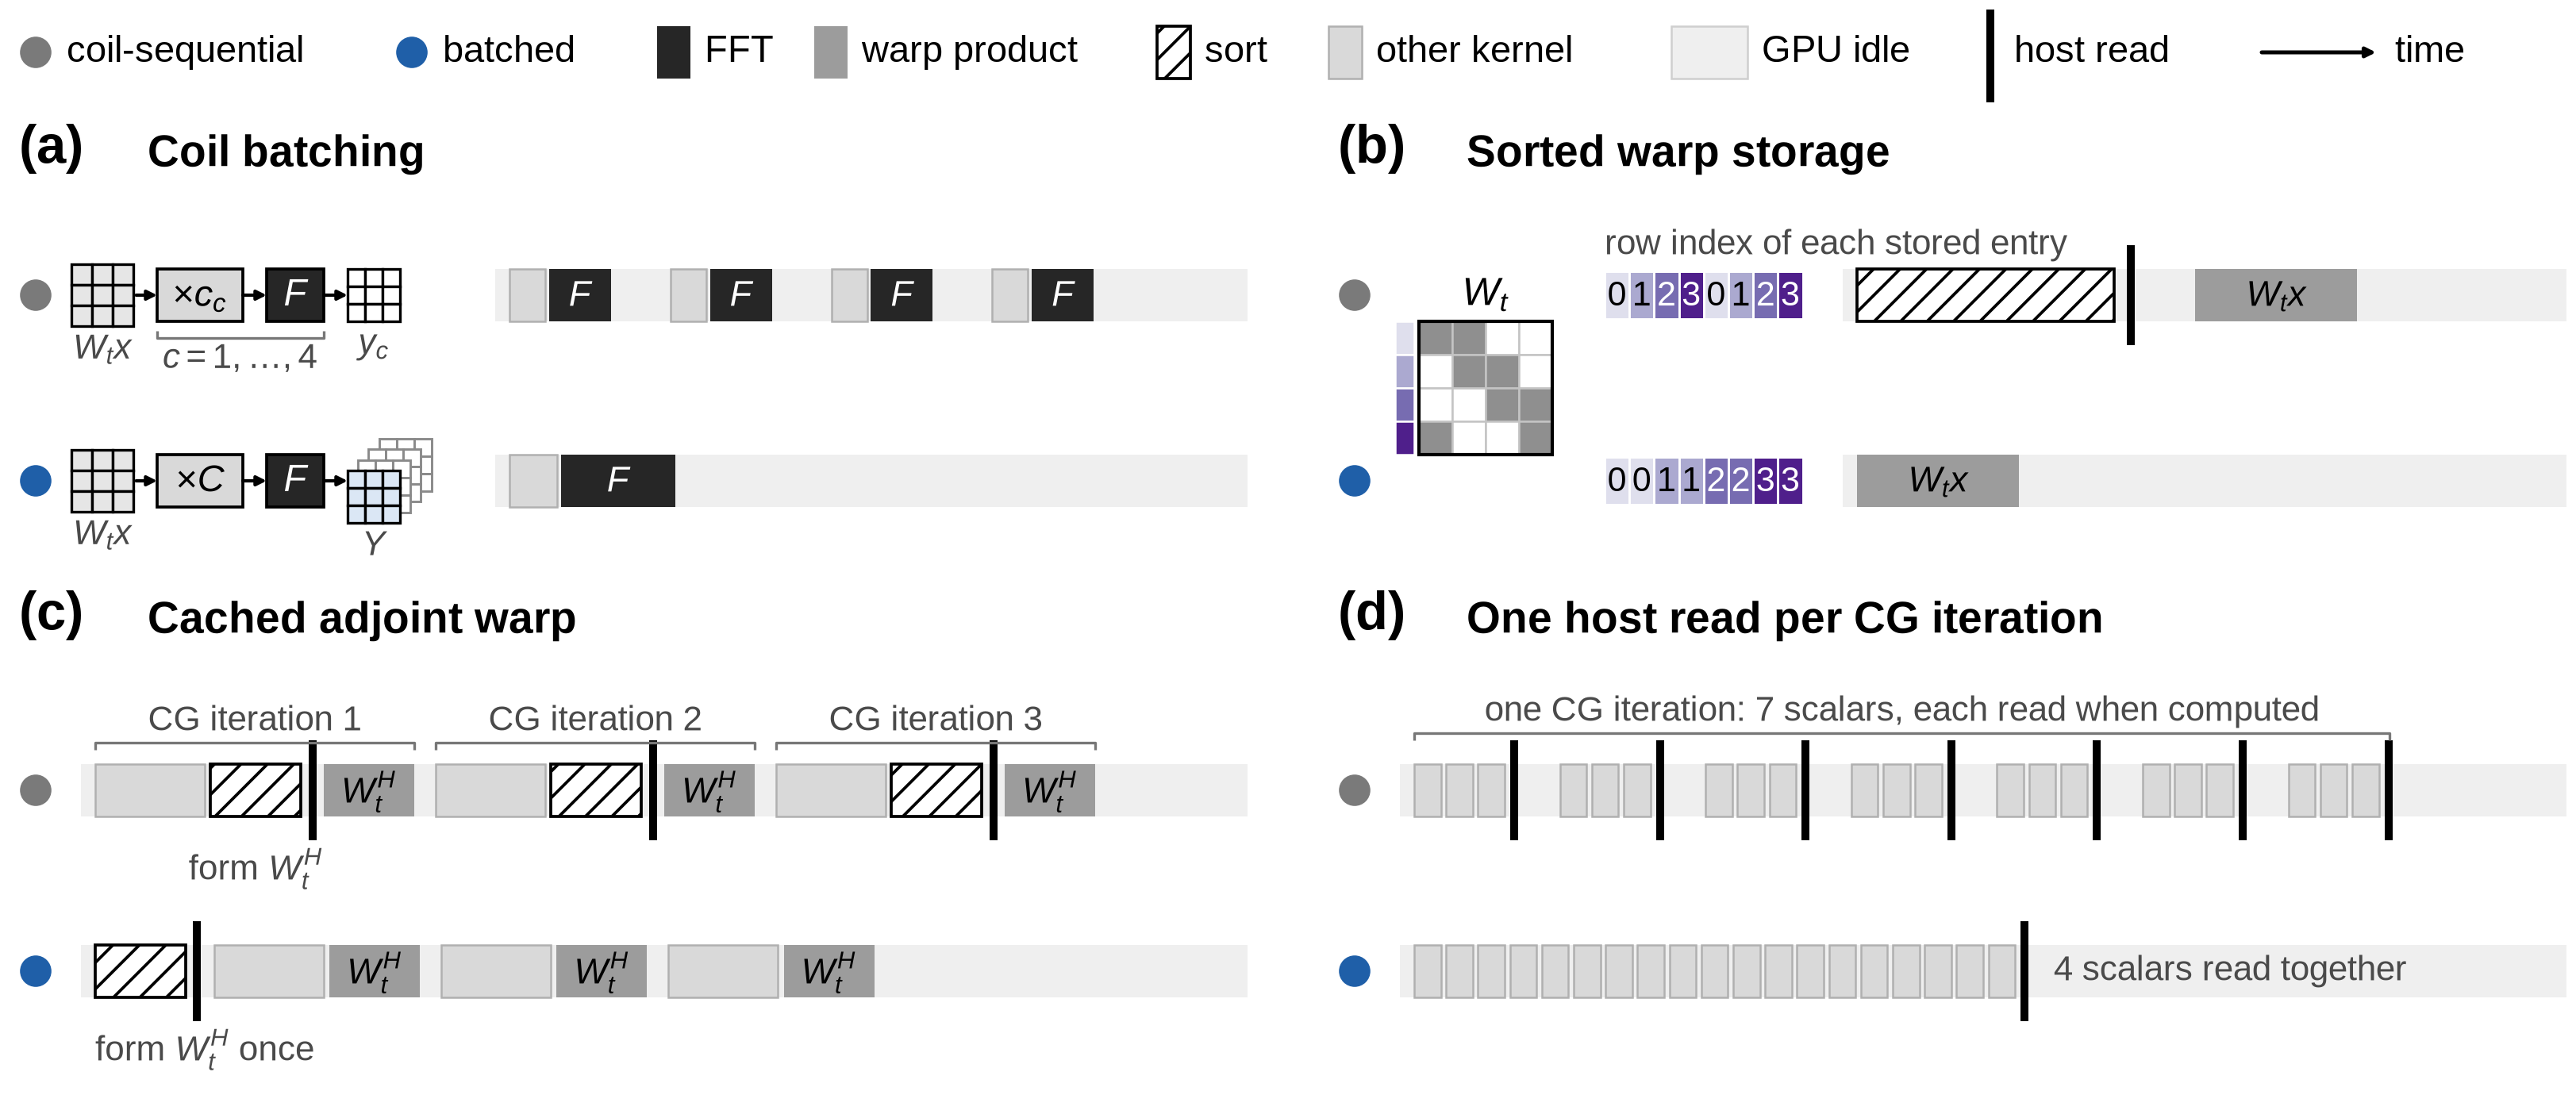 coil-sequential batched FFT warp product sort other kernel GPU idle host read time
(a) Coil batching
W_t x ×c_c F y_c
c = 1, …, 4
F F F F
W_t x ×C F Y
F
(b) Sorted warp storage
row index of each stored entry
W_t
0 1 2 3 0 1 2 3
W_t x
0 0 1 1 2 2 3 3
W_t x
(c) Cached adjoint warp
CG iteration 1 CG iteration 2 CG iteration 3
W_t^H W_t^H W_t^H
form W_t^H
W_t^H W_t^H W_t^H
form W_t^H once
(d) One host read per CG iteration
one CG iteration: 7 scalars, each read when computed
4 scalars read together